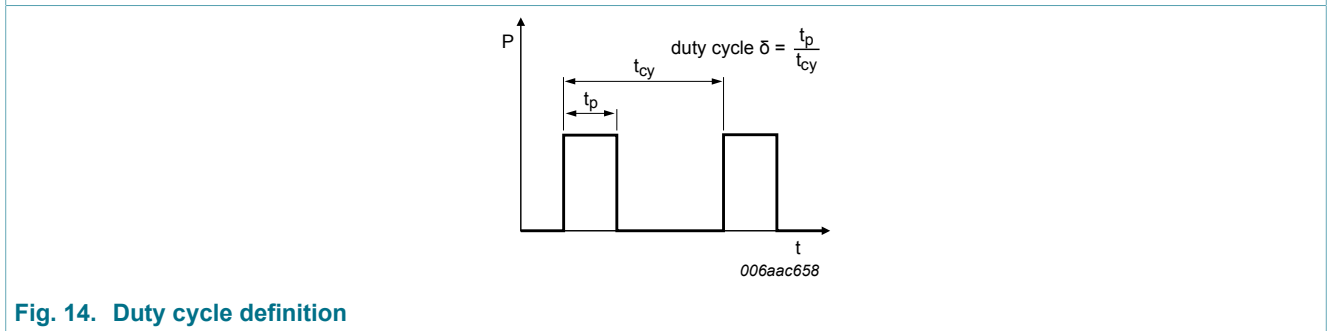 P
duty cycle δ = tp
tcy
tcy
tp
t
006aac658
Fig. 14. Duty cycle definition